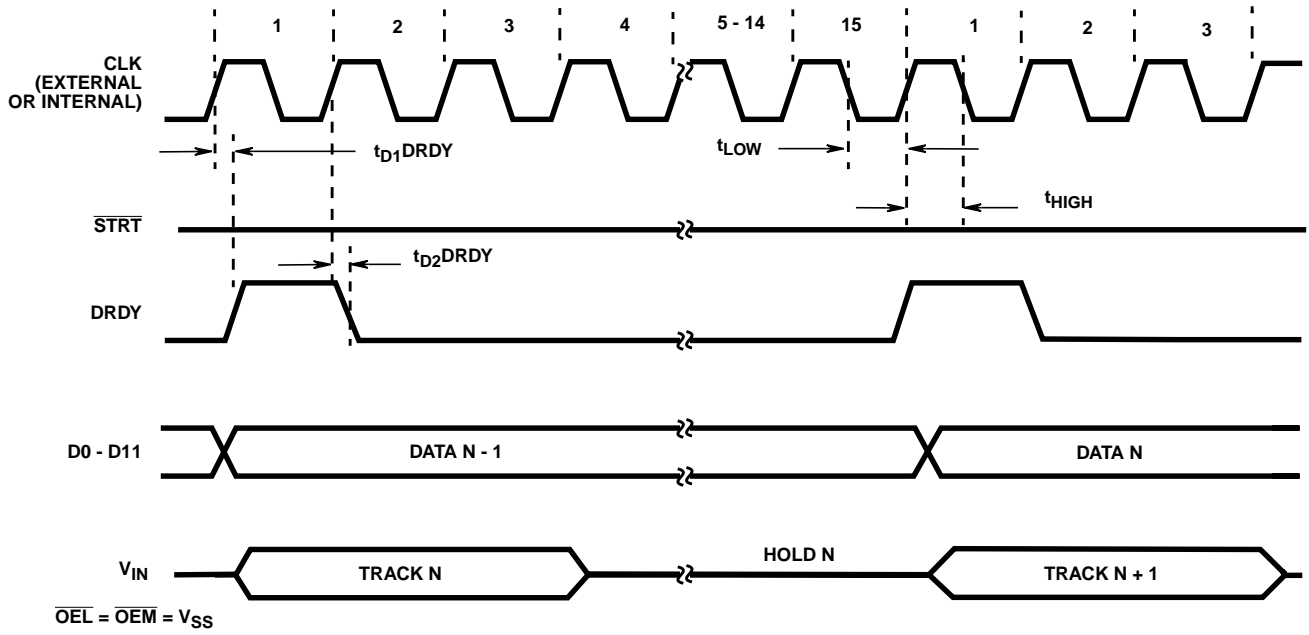 1 2 3 4 5 - 14 15 1 2 3
CLK
(EXTERNAL
OR INTERNAL)
tD1DRDY
tLOW
tHIGH
STRT
tD2DRDY
DRDY
D0 - D11
DATA N - 1
DATA N
HOLD N
VIN
TRACK N
TRACK N + 1
OEL = OEM = VSS